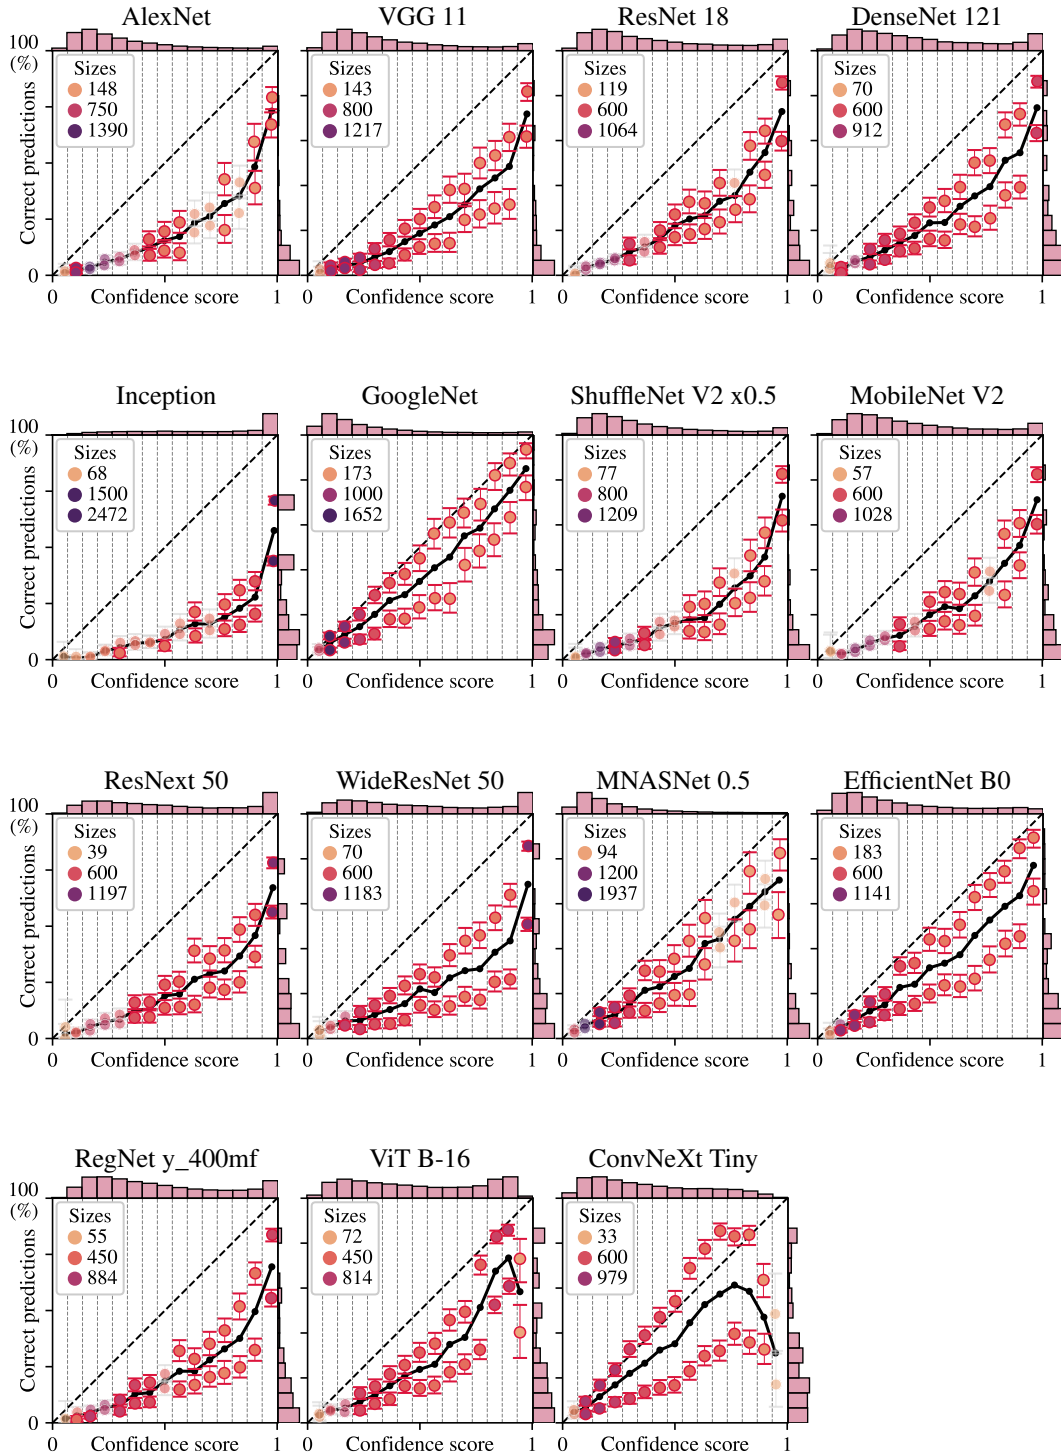 AlexNet
VGG 11
ResNet 18
DenseNet 121
100
(%)
Correct predictions
0
Sizes
148
750
1390
Sizes
143
800
1217
Sizes
119
600
1064
Sizes
70
600
912
0 Confidence score 1
0 Confidence score 1
0 Confidence score 1
0 Confidence score 1
Inception
GoogleNet
ShuffleNet V2 x0.5
MobileNet V2
100
(%)
Correct predictions
0
Sizes
68
1500
2472
Sizes
173
1000
1652
Sizes
77
800
1209
Sizes
57
600
1028
0 Confidence score 1
0 Confidence score 1
0 Confidence score 1
0 Confidence score 1
ResNext 50
WideResNet 50
MNASNet 0.5
EfficientNet B0
100
(%)
Correct predictions
0
Sizes
39
600
1197
Sizes
70
600
1183
Sizes
94
1200
1937
Sizes
183
600
1141
0 Confidence score 1
0 Confidence score 1
0 Confidence score 1
0 Confidence score 1
RegNet y_400mf
ViT B-16
ConvNeXt Tiny
100
(%)
Correct predictions
0
Sizes
55
450
884
Sizes
72
450
814
Sizes
33
600
979
0 Confidence score 1
0 Confidence score 1
0 Confidence score 1